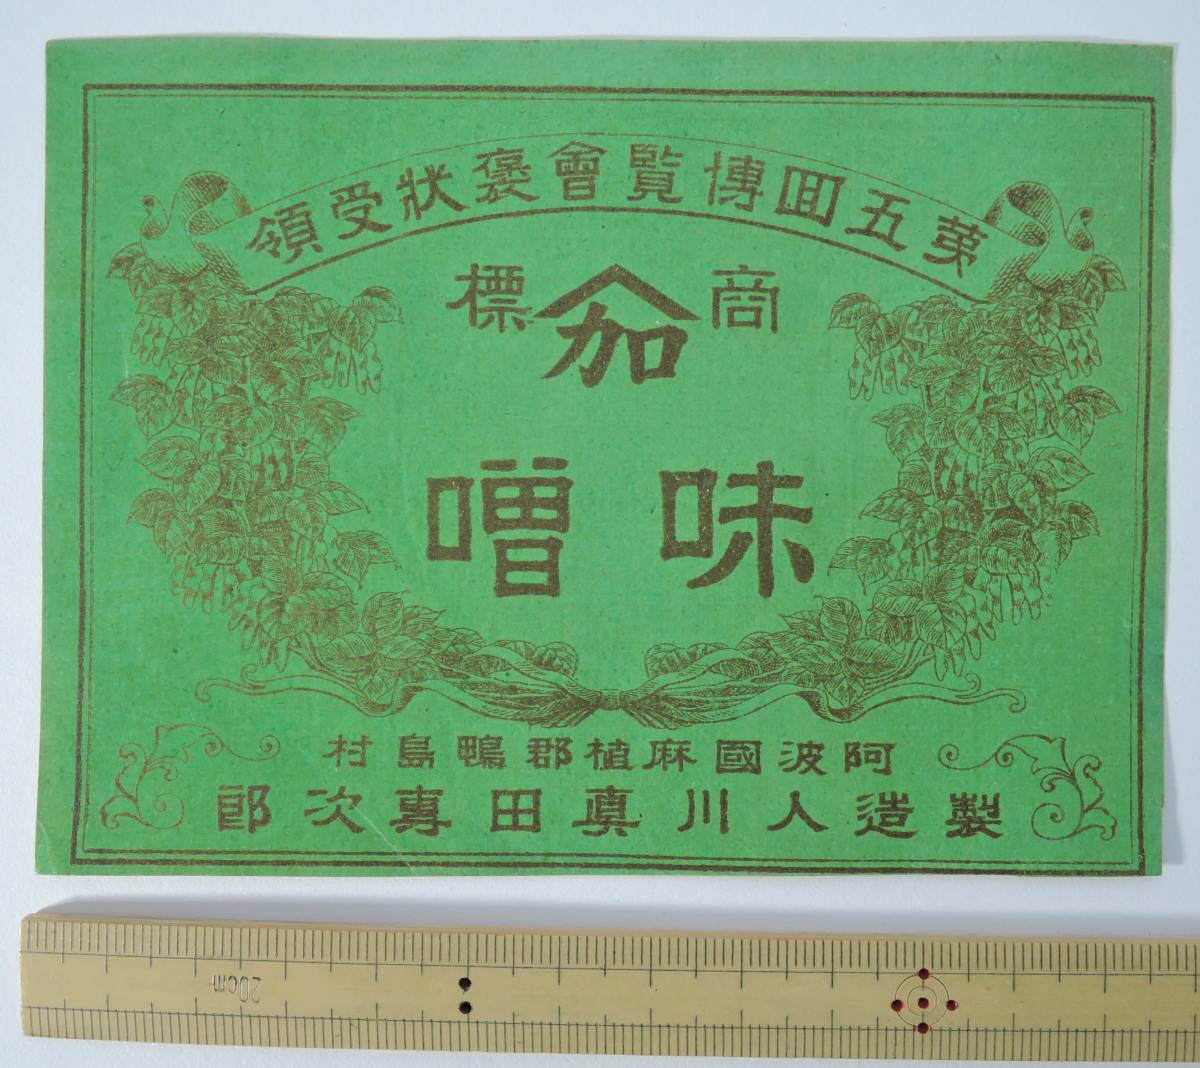 第五回博覧會褒状受領
商標
加
味噌
阿波國麻植郡鴨島村
製造人川真田専次郎
20cm